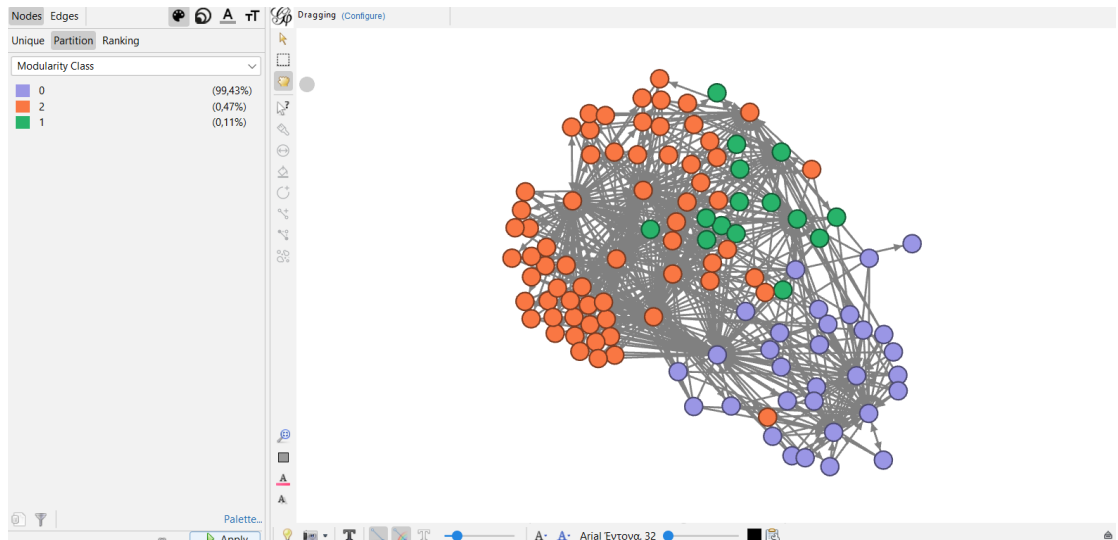 Nodes Edges A TT
Dragging (Configure)
Unique Partition Ranking
Modularity Class
0 (99,43%)
2 (0,47%)
1 (0,11%)
?
A
A
Palette...
Apply
T T A- A- Arial Έντονα, 32